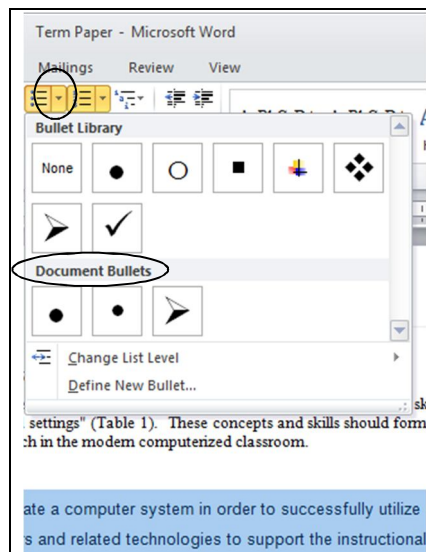 Term Paper - Microsoft Word
Mailings Review View
Bullet Library
None
Document Bullets
Change List Level
Define New Bullet...
settings" (Table 1). These concepts and skills should form
ch in the modern computerized classroom.
ate a computer system in order to successfully utilize
s and related technologies to support the instructional